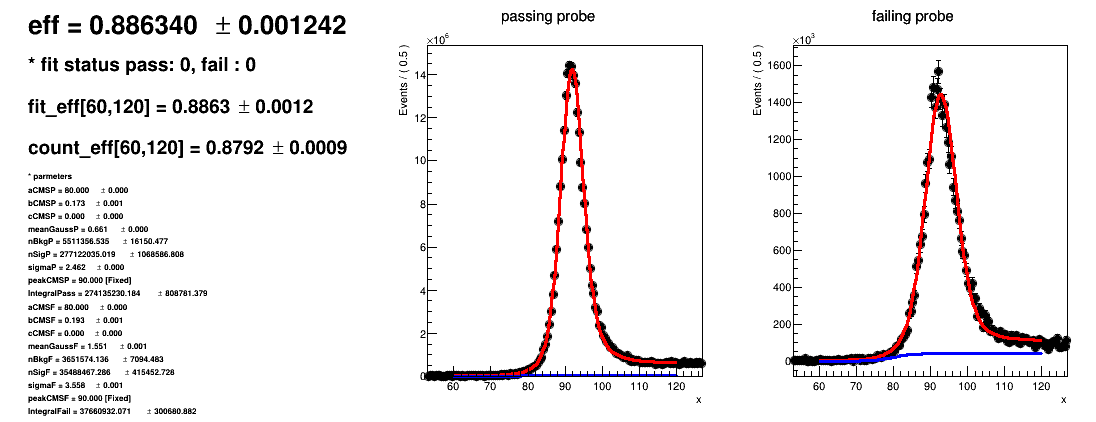 eff = 0.886340 ± 0.001242
* fit status pass: 0, fail : 0
fit_eff[60,120] = 0.8863 ± 0.0012
count_eff[60,120] = 0.8792 ± 0.0009
* parmeters
aCMSP = 80.000 ± 0.000
bCMSP = 0.173 ± 0.001
cCMSP = 0.000 ± 0.000
meanGaussP = 0.661 ± 0.000
nBkgP = 5511356.535 ± 16150.477
nSigP = 277122035.019 ± 1068586.808
sigmaP = 2.462 ± 0.000
peakCMSP = 90.000 [Fixed]
IntegralPass = 274135230.184 ± 808781.379
aCMSF = 80.000 ± 0.000
bCMSF = 0.193 ± 0.001
cCMSF = 0.000 ± 0.000
meanGaussF = 1.551 ± 0.001
nBkgF = 3651574.136 ± 7094.483
nSigF = 35488467.286 ± 415452.728
sigmaF = 3.558 ± 0.001
peakCMSF = 90.000 [Fixed]
IntegralFail = 37660932.071 ± 300680.882
passing probe
×10⁶
Events / ( 0.5 )
14
12
10
8
6
4
2
0
60 70 80 90 100 110 120
x
failing probe
×10³
Events / ( 0.5 )
1600
1400
1200
1000
800
600
400
200
0
60 70 80 90 100 110 120
x